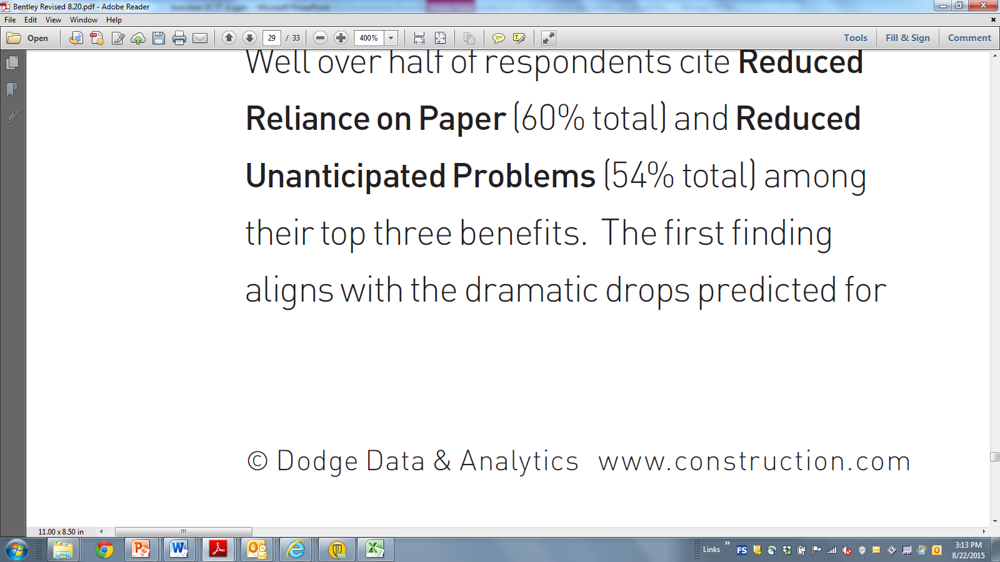 Bentley Revised 8.20.pdf - Adobe Reader
File Edit View Window Help
Open 29 / 33 400% Tools Fill & Sign Comment
Well over half of respondents cite Reduced
Reliance on Paper (60% total) and Reduced
Unanticipated Problems (54% total) among
their top three benefits. The first finding
aligns with the dramatic drops predicted for
© Dodge Data & Analytics www.construction.com
11.00 x 8.50 in
Links » FS 3:13 PM
8/22/2015